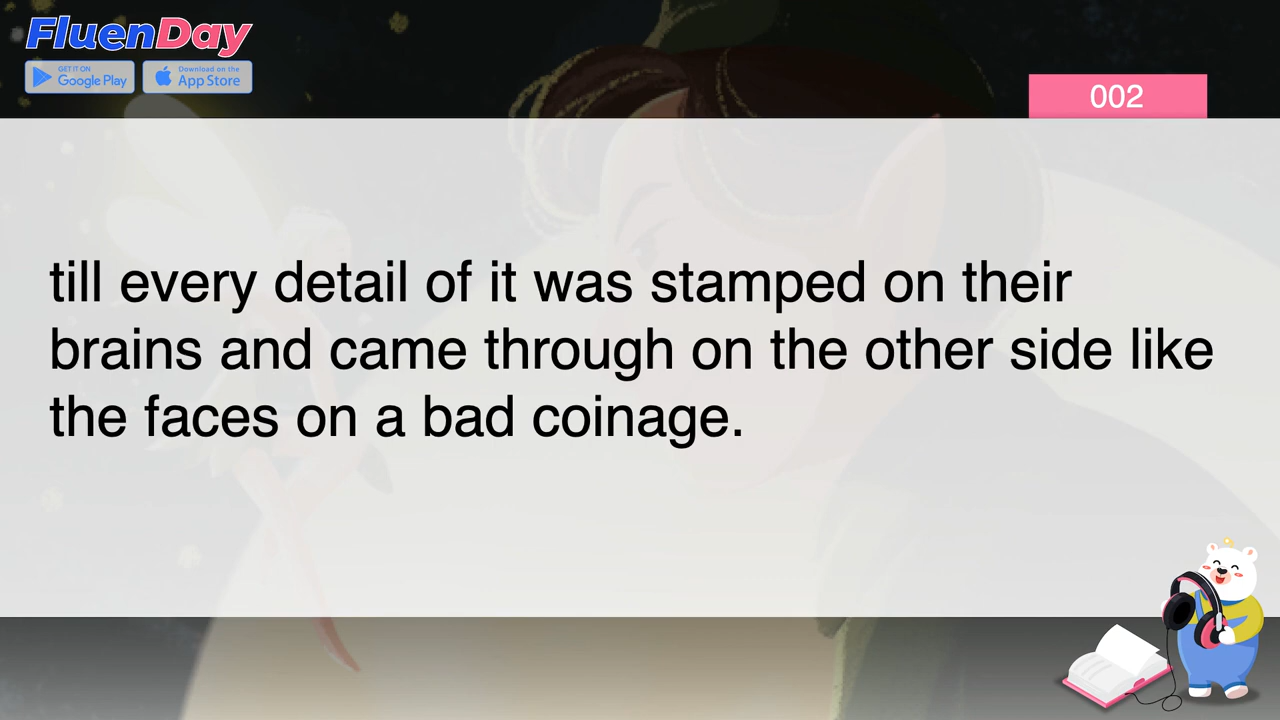 FluenDay
GET IT ON
Google Play
Download on the
App Store
002
till every detail of it was stamped on their
brains and came through on the other side like
the faces on a bad coinage.